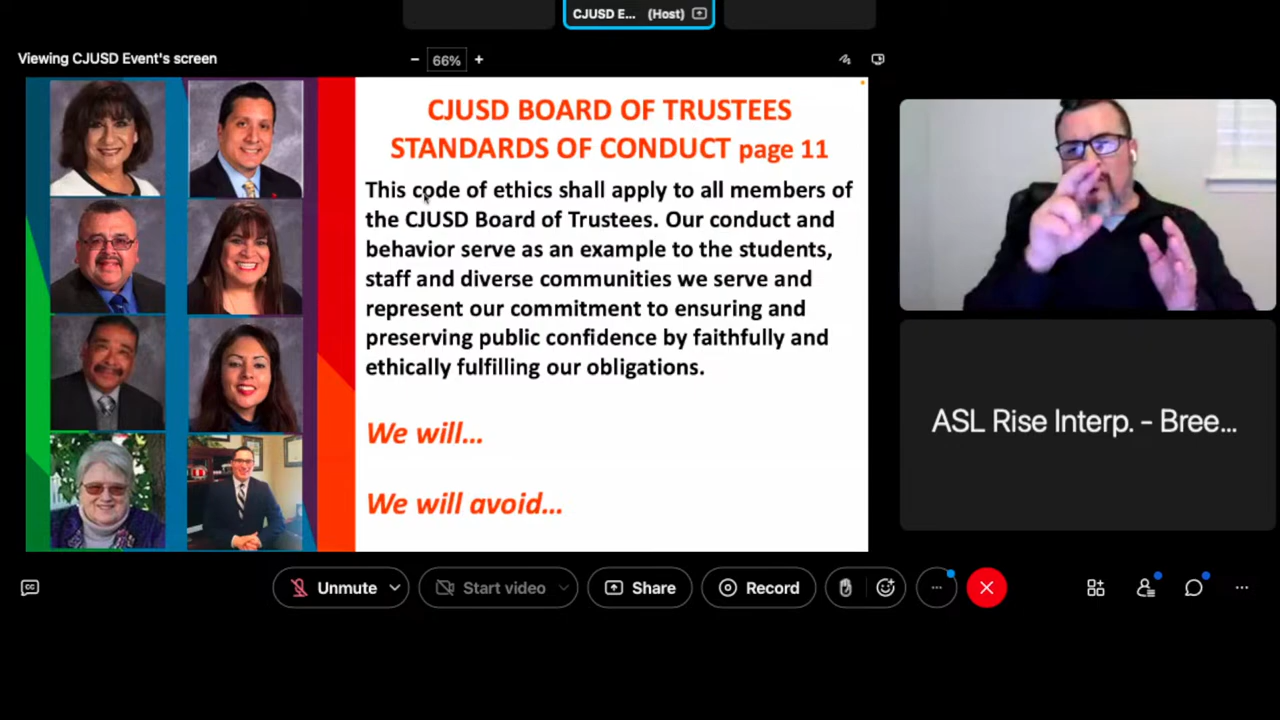 CJUSD E... (Host)
Viewing CJUSD Event's screen
66%
CJUSD BOARD OF TRUSTEES
STANDARDS OF CONDUCT page 11
This code of ethics shall apply to all members of
the CJUSD Board of Trustees. Our conduct and
behavior serve as an example to the students,
staff and diverse communities we serve and
represent our commitment to ensuring and
preserving public confidence by faithfully and
ethically fulfilling our obligations.
We will...
We will avoid...
ASL Rise Interp. - Bree...
Unmute
Start video
Share
Record